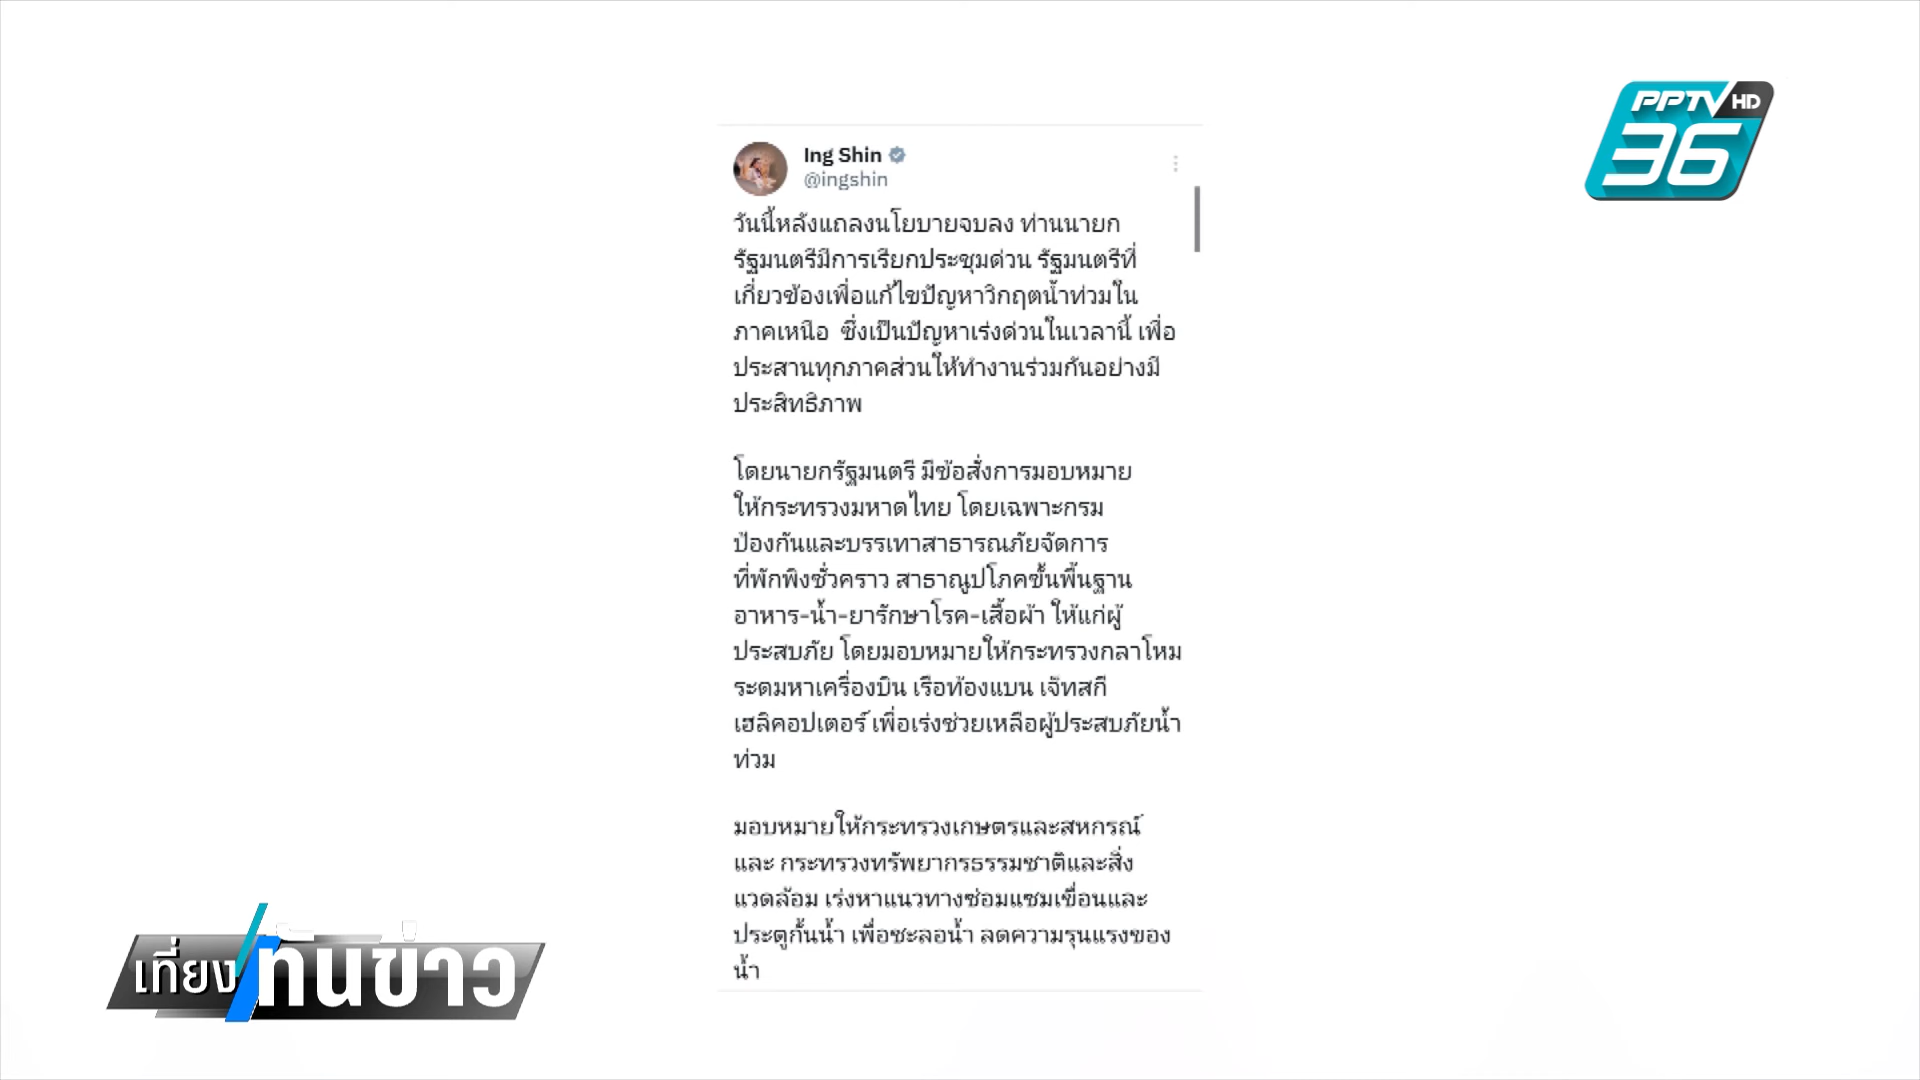 PPTV HD
36
Ing Shin
@ingshin
วันนี้หลังแถลงนโยบายจบลง ท่านนายก
รัฐมนตรีมีการเรียกประชุมด่วน รัฐมนตรีที่
เกี่ยวข้องเพื่อแก้ไขปัญหาวิกฤตน้ำท่วมใน
ภาคเหนือ ซึ่งเป็นปัญหาเร่งด่วนในเวลานี้ เพื่อ
ประสานทุกภาคส่วนให้ทำงานร่วมกันอย่างมี
ประสิทธิภาพ
โดยนายกรัฐมนตรี มีข้อสั่งการมอบหมาย
ให้กระทรวงมหาดไทย โดยเฉพาะกรม
ป้องกันและบรรเทาสาธารณภัยจัดการ
ที่พักพิงชั่วคราว สาธาณูปโภคขั้นพื้นฐาน
อาหาร-น้ำ-ยารักษาโรค-เสื้อผ้า ให้แก่ผู้
ประสบภัย โดยมอบหมายให้กระทรวงกลาโหม
ระดมหาเครื่องบิน เรือท้องแบน เจ๊ทสกี
เฮลิคอปเตอร์ เพื่อเร่งช่วยเหลือผู้ประสบภัยน้ำ
ท่วม
มอบหมายให้กระทรวงเกษตรและสหกรณ์
และ กระทรวงทรัพยากรธรรมชาติและสิ่ง
แวดล้อม เร่งหาแนวทางซ่อมแซมเขื่อนและ
ประตูกั้นน้ำ เพื่อชะลอน้ำ ลดความรุนแรงของ
น้ำ
เที่ยงทันข่าว